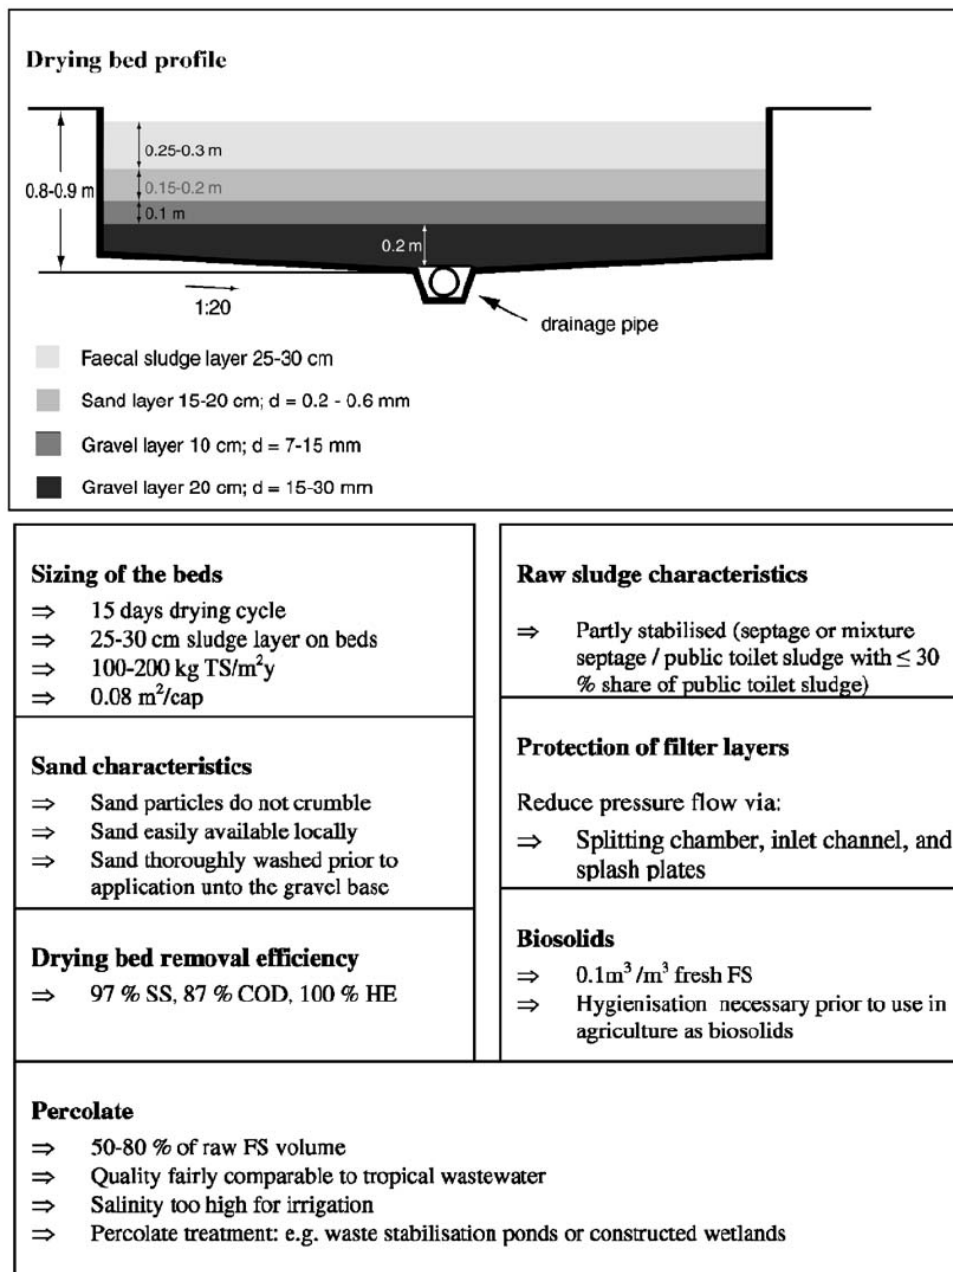 Drying bed profile
0.25-0.3 m
0.8-0.9 m
0.15-0.2 m
0.1 m
0.2 m
1:20
drainage pipe
Faecal sludge layer 25-30 cm
Sand layer 15-20 cm; d = 0.2 - 0.6 mm
Gravel layer 10 cm; d = 7-15 mm
Gravel layer 20 cm; d = 15-30 mm
Sizing of the beds
⇒ 15 days drying cycle
⇒ 25-30 cm sludge layer on beds
⇒ 100-200 kg TS/m²y
⇒ 0.08 m²/cap
Sand characteristics
⇒ Sand particles do not crumble
⇒ Sand easily available locally
⇒ Sand thoroughly washed prior to
application unto the gravel base
Drying bed removal efficiency
⇒ 97 % SS, 87 % COD, 100 % HE
Raw sludge characteristics
⇒ Partly stabilised (septage or mixture
septage / public toilet sludge with ≤ 30
% share of public toilet sludge)
Protection of filter layers
Reduce pressure flow via:
⇒ Splitting chamber, inlet channel, and
splash plates
Biosolids
⇒ 0.1m³ /m³ fresh FS
⇒ Hygienisation necessary prior to use in
agriculture as biosolids
Percolate
⇒ 50-80 % of raw FS volume
⇒ Quality fairly comparable to tropical wastewater
⇒ Salinity too high for irrigation
⇒ Percolate treatment: e.g. waste stabilisation ponds or constructed wetlands